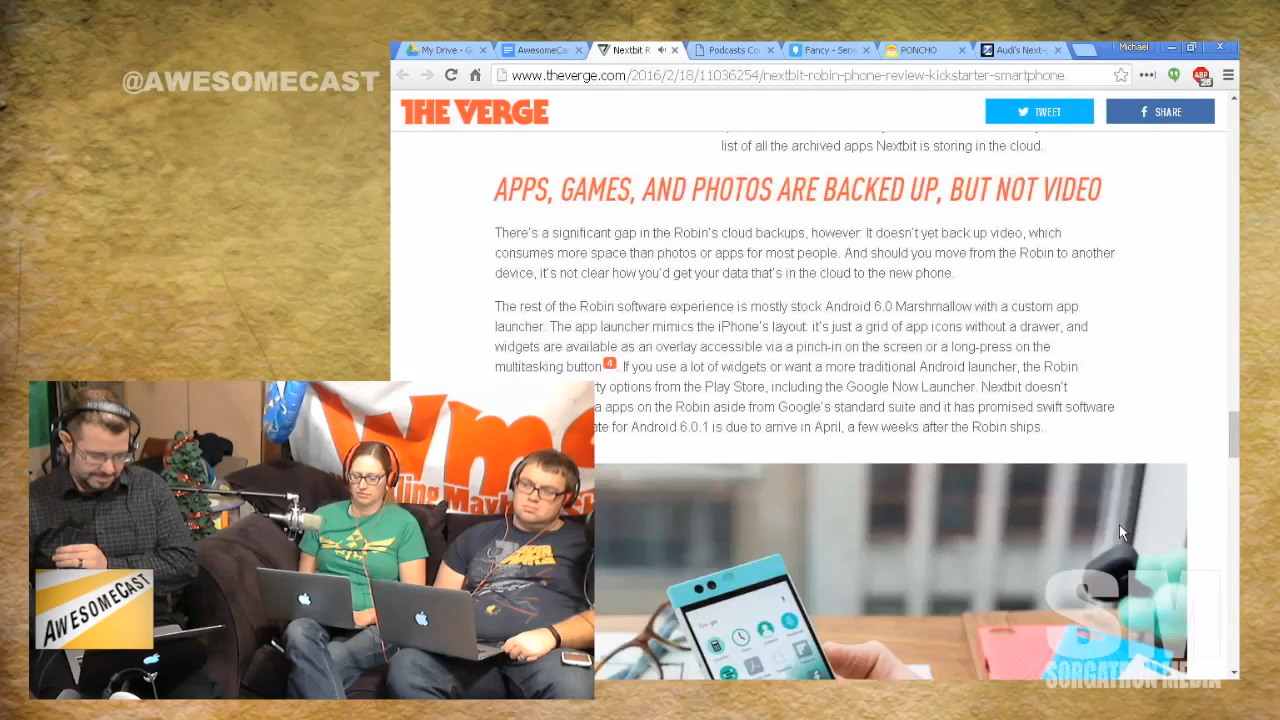 @AWESOMECAST
My Drive - G
AwesomeCas
Nextbit R
Podcasts Co
Fancy - Sens
PONCHO
Audi's Next-
Michael
www.theverge.com/2016/2/18/11036254/nextbit-robin-phone-review-kickstarter-smartphone
ABP
25
THE VERGE
TWEET
SHARE
list of all the archived apps Nextbit is storing in the cloud.
APPS, GAMES, AND PHOTOS ARE BACKED UP, BUT NOT VIDEO
There's a significant gap in the Robin's cloud backups, however. It doesn't yet back up video, which
consumes more space than photos or apps for most people. And should you move from the Robin to another
device, it's not clear how you'd get your data that's in the cloud to the new phone.
The rest of the Robin software experience is mostly stock Android 6.0 Marshmallow with a custom app
launcher. The app launcher mimics the iPhone's layout: it's just a grid of app icons without a drawer, and
widgets are available as an overlay accessible via a pinch-in on the screen or a long-press on the
multitasking button 4 . If you use a lot of widgets or want a more traditional Android launcher, the Robin
ty options from the Play Store, including the Google Now Launcher. Nextbit doesn't
a apps on the Robin aside from Google's standard suite and it has promised swift software
ate for Android 6.0.1 is due to arrive in April, a few weeks after the Robin ships.
AWESOMECAST
Google
SM
SORGATRON MEDIA